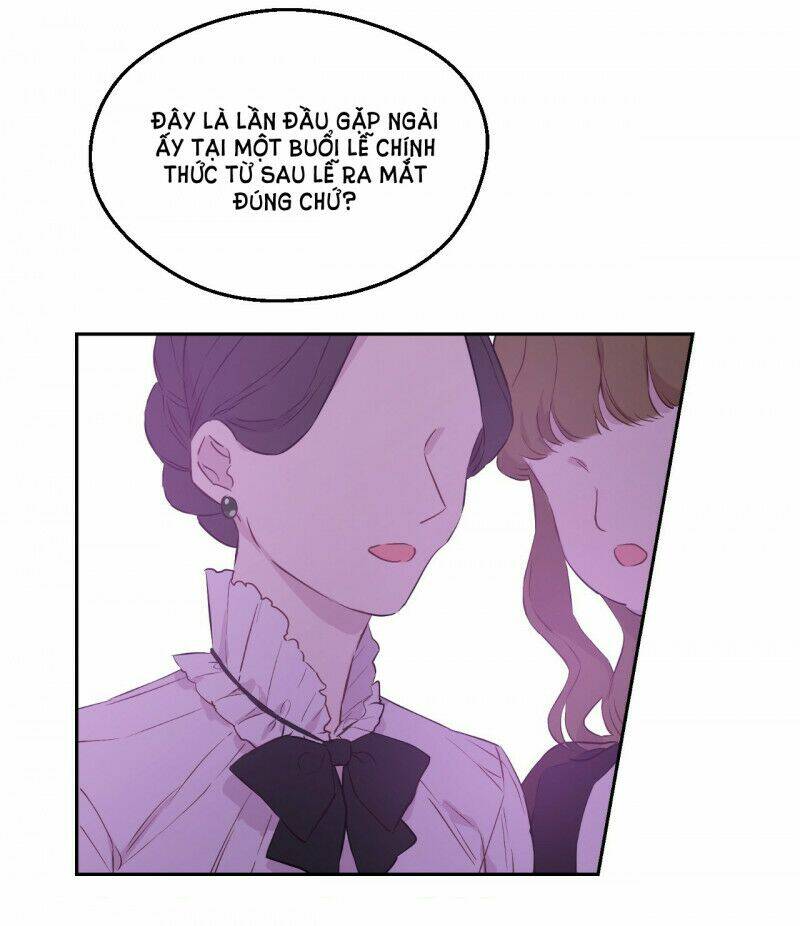 ĐÂY LÀ LẦN ĐẦU GẶP NGÀI
ẤY TẠI MỘT BUỔI LỄ CHÍNH
THỨC TỪ SAU LỄ RA MẮT
ĐÚNG CHỨ?